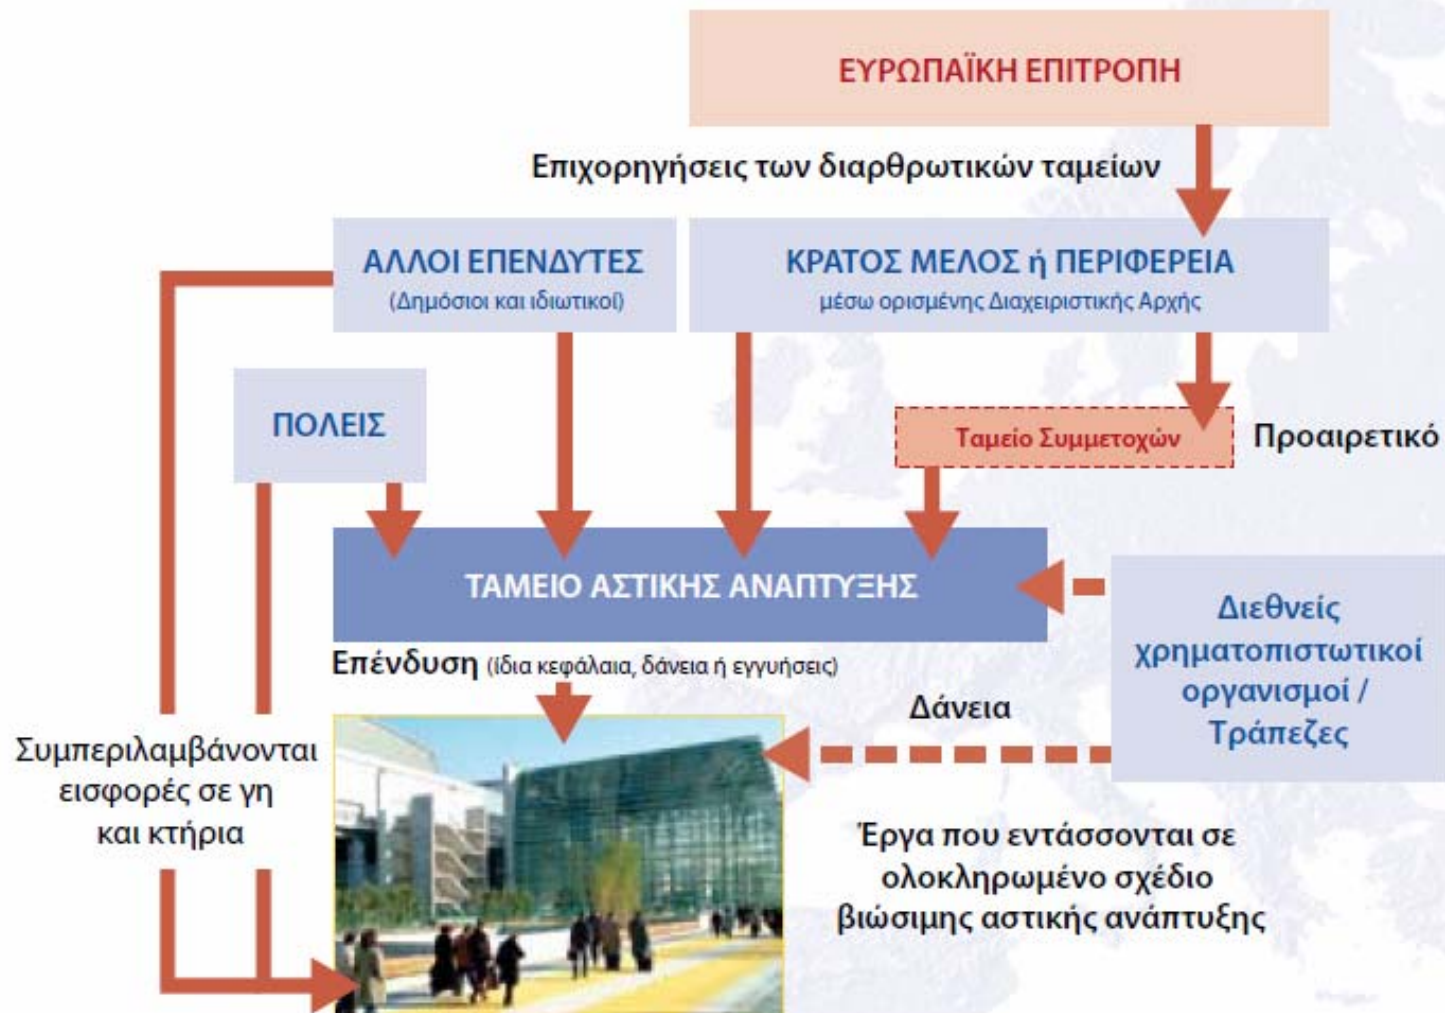 ΕΥΡΩΠΑΪΚΗ ΕΠΙΤΡΟΠΗ
Επιχορηγήσεις των διαρθρωτικών ταμείων
ΑΛΛΟΙ ΕΠΕΝΔΥΤΕΣ
(Δημόσιοι και ιδιωτικοί)
ΚΡΑΤΟΣ ΜΕΛΟΣ ή ΠΕΡΙΦΕΡΕΙΑ
μέσω ορισμένης Διαχειριστικής Αρχής
ΠΟΛΕΙΣ
Ταμείο Συμμετοχών
Προαιρετικό
ΤΑΜΕΙΟ ΑΣΤΙΚΗΣ ΑΝΑΠΤΥΞΗΣ
Διεθνείς
χρηματοπιστωτικοί
οργανισμοί /
Τράπεζες
Επένδυση (ίδια κεφάλαια, δάνεια ή εγγυήσεις)
Δάνεια
Συμπεριλαμβάνονται
εισφορές σε γη
και κτήρια
Έργα που εντάσσονται σε
ολοκληρωμένο σχέδιο
βιώσιμης αστικής ανάπτυξης